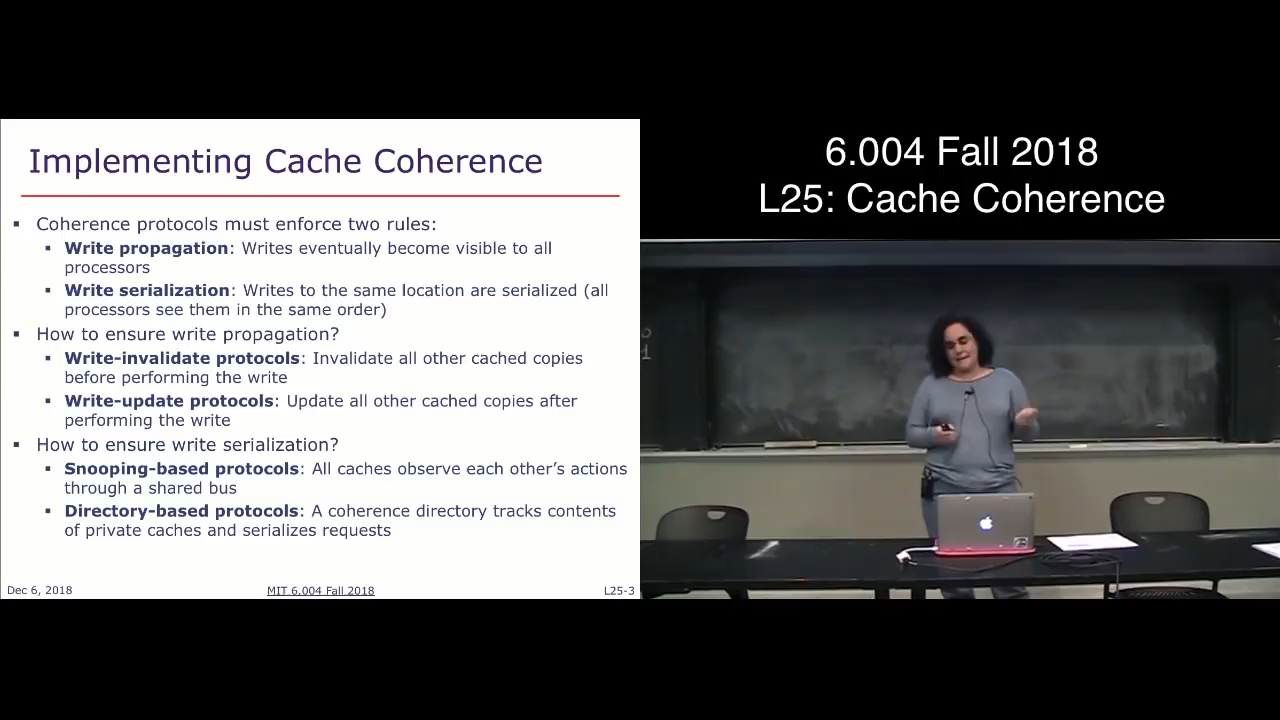 Implementing Cache Coherence
▪ Coherence protocols must enforce two rules:
▪ Write propagation: Writes eventually become visible to all
processors
▪ Write serialization: Writes to the same location are serialized (all
processors see them in the same order)
▪ How to ensure write propagation?
▪ Write-invalidate protocols: Invalidate all other cached copies
before performing the write
▪ Write-update protocols: Update all other cached copies after
performing the write
▪ How to ensure write serialization?
▪ Snooping-based protocols: All caches observe each other’s actions
through a shared bus
▪ Directory-based protocols: A coherence directory tracks contents
of private caches and serializes requests
Dec 6, 2018
MIT 6.004 Fall 2018
L25-3
6.004 Fall 2018
L25: Cache Coherence